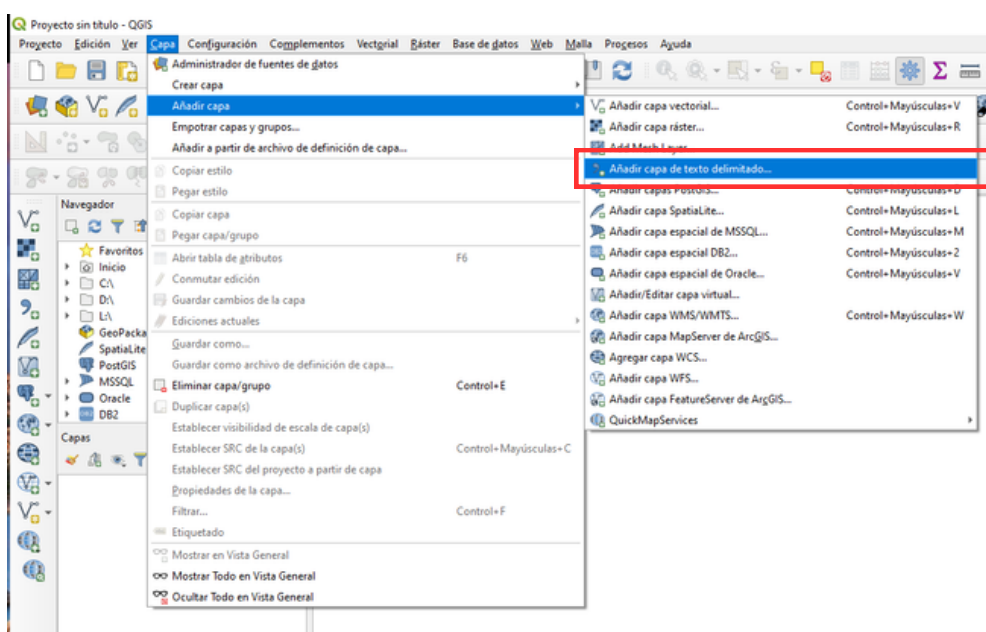 Proyecto sin título - QGIS
Proyecto Edición Ver Capa Configuración Complementos Vectorial Ráster Base de datos Web Malla Procesos Ayuda
Administrador de fuentes de datos
Crear capa
Añadir capa
Empotrar capas y grupos...
Añadir a partir de archivo de definición de capa...
Copiar estilo
Pegar estilo
Copiar capa
Pegar capa/grupo
Abrir tabla de atributos F6
Conmutar edición
Guardar cambios de la capa
Ediciones actuales
Guardar como...
Guardar como archivo de definición de capa...
Eliminar capa/grupo Control+E
Duplicar capa(s)
Establecer visibilidad de escala de capa(s)
Establecer SRC de la capa(s) Control+Mayúsculas+C
Establecer SRC del proyecto a partir de capa
Propiedades de la capa...
Filtrar... Control+F
Etiquetado
Mostrar en Vista General
Mostrar Todo en Vista General
Ocultar Todo en Vista General
Añadir capa vectorial... Control+Mayúsculas+V
Añadir capa ráster... Control+Mayúsculas+R
Add Mesh Layer...
Añadir capa de texto delimitado...
Añadir capas PostGIS... Control+Mayúsculas+D
Añadir capa SpatiaLite... Control+Mayúsculas+L
Añadir capa espacial de MSSQL... Control+Mayúsculas+M
Añadir capa espacial DB2... Control+Mayúsculas+2
Añadir capa espacial de Oracle... Control+Mayúsculas+V
Añadir/Editar capa virtual...
Añadir capa WMS/WMTS... Control+Mayúsculas+W
Añadir capa MapServer de ArcGIS...
Agregar capa WCS...
Añadir capa WFS...
Añadir capa FeatureServer de ArcGIS...
QuickMapServices
Navegador
Favoritos
Inicio
C:\
D:\
L:\
GeoPacka
SpatiaLite
PostGIS
MSSQL
Oracle
DB2
Capas